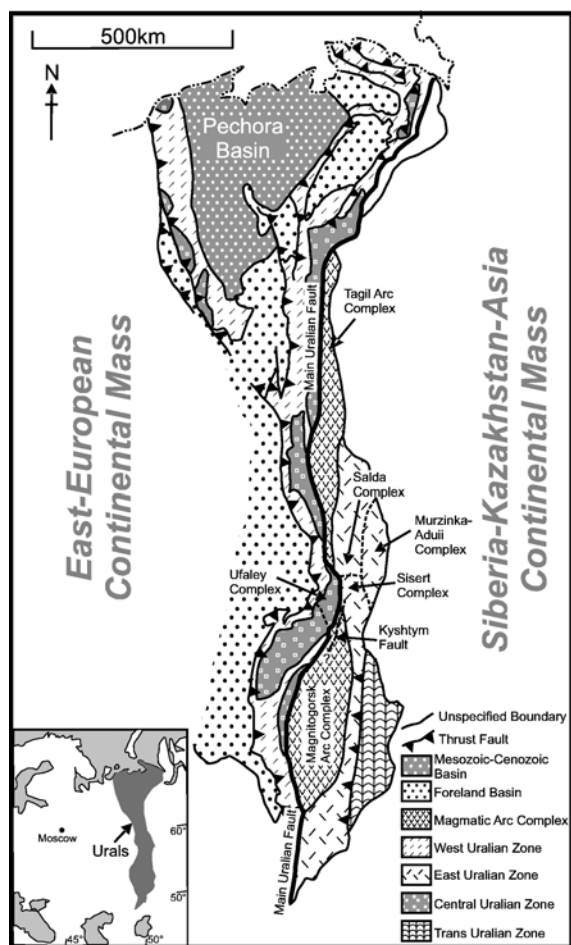 500km
N
Pechora
Basin
East-European
Continental Mass
Siberia-Kazakhstan-Asia
Continental Mass
Main Uralian Fault
Tagil Arc
Complex
Salda
Complex
Murzinka-
Aduii
Complex
Ufaley
Complex
Sisert
Complex
Kyshtym
Fault
Magnitogorsk
Arc Complex
Main Uralian Fault
Unspecified Boundary
Thrust Fault
Mesozoic-Cenozoic
Basin
Foreland Basin
Magmatic Arc Complex
West Uralian Zone
East Uralian Zone
Central Uralian Zone
Trans Uralian Zone
Moscow
Urals
60°
50°
45°
50°